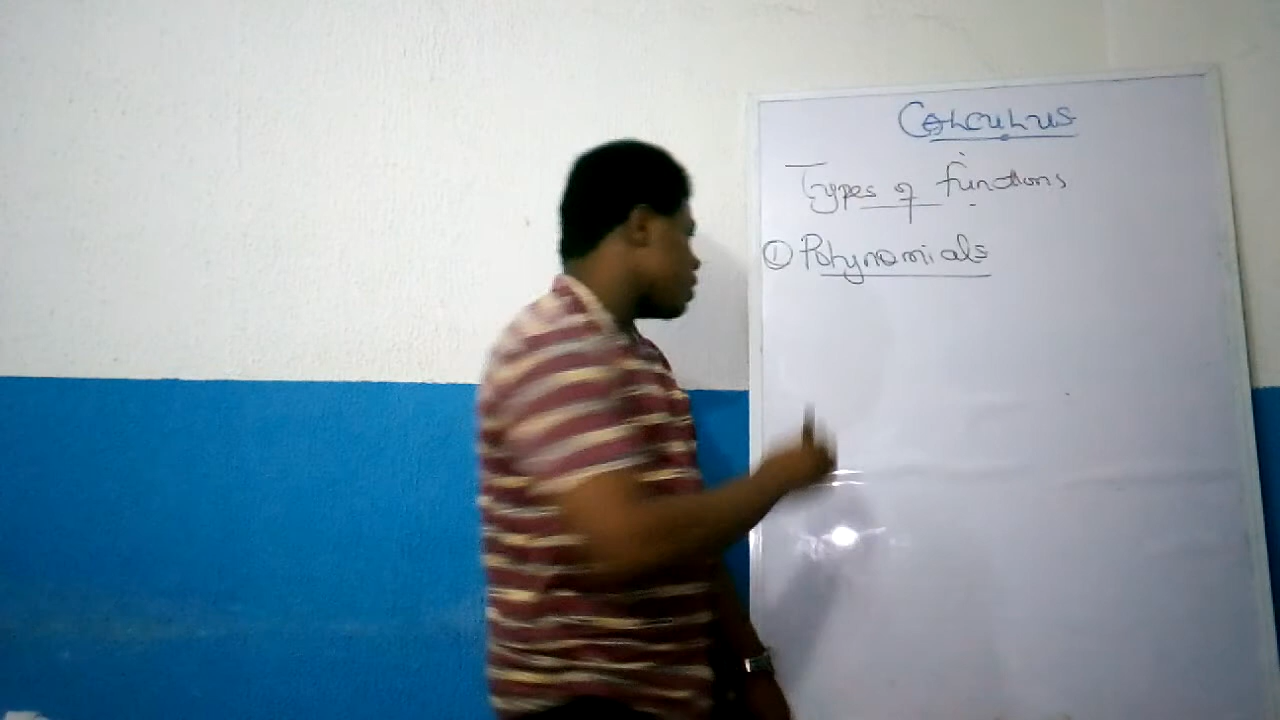 CALCULUS
Types of functions
① Polynomials